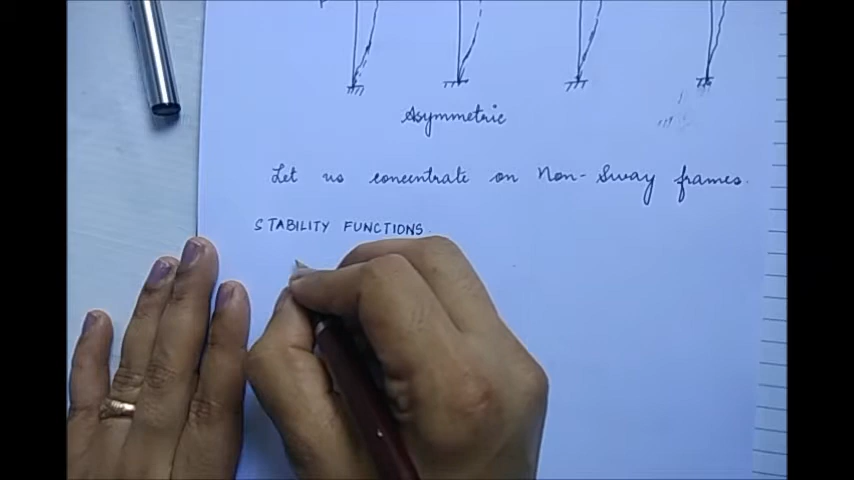 Asymmetric
Let us concentrate on Non-Sway frames.
STABILITY FUNCTIONS.